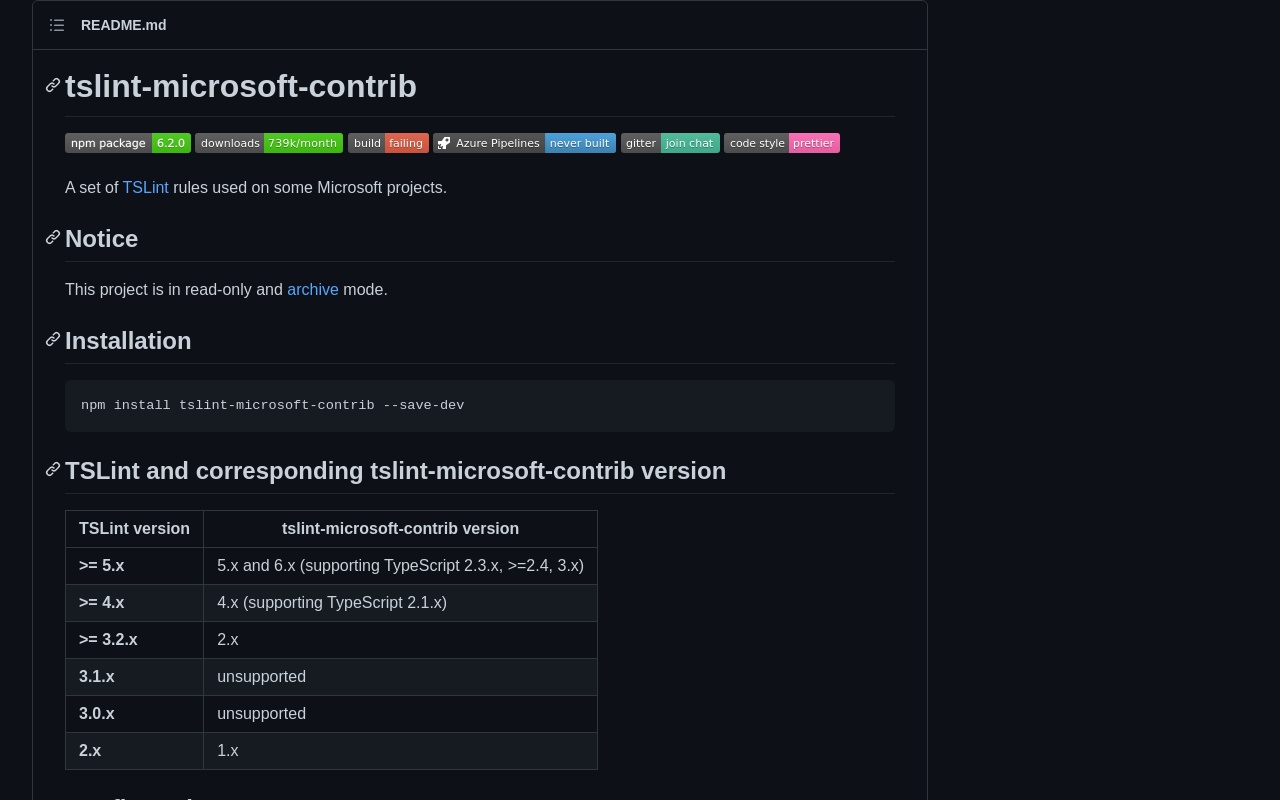 README.md
tslint-microsoft-contrib
npm package 6.2.0 downloads 739k/month build failing Azure Pipelines never built gitter join chat code style prettier
A set of TSLint rules used on some Microsoft projects.
Notice
This project is in read-only and archive mode.
Installation
npm install tslint-microsoft-contrib --save-dev
TSLint and corresponding tslint-microsoft-contrib version
TSLint version tslint-microsoft-contrib version
>= 5.x 5.x and 6.x (supporting TypeScript 2.3.x, >=2.4, 3.x)
>= 4.x 4.x (supporting TypeScript 2.1.x)
>= 3.2.x 2.x
3.1.x unsupported
3.0.x unsupported
2.x 1.x